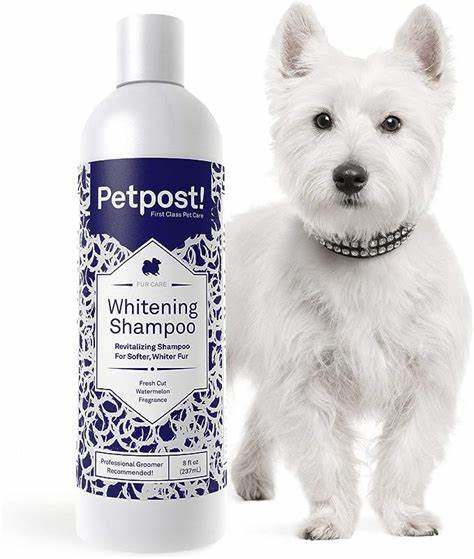 Petpost!
First Class Pet Care
FUR CARE
Whitening
Shampoo
Revitalizing Shampoo
For Softer, Whiter Fur
Fresh Cut
Watermelon
Fragrance
Professional Groomer
Recommended!
8 fl oz
(237mL)